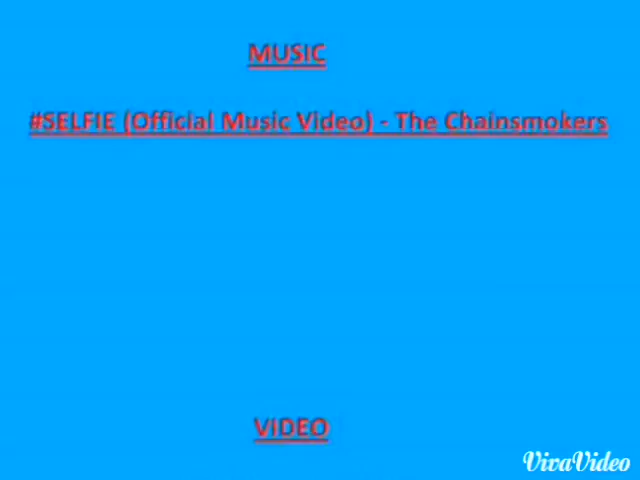 MUSIC
#SELFIE (Official Music Video) - The Chainsmokers
VIDEO
VivaVideo